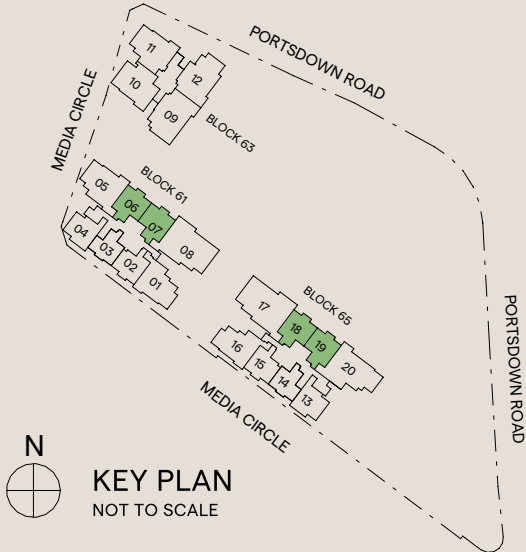 PORTSDOWN ROAD
MEDIA CIRCLE
11
12
10
09
BLOCK 63
BLOCK 61
05
06
07
08
04
03
02
01
BLOCK 65
17
18
19
20
16
15
14
13
PORTSDOWN ROAD
MEDIA CIRCLE
N
KEY PLAN
NOT TO SCALE